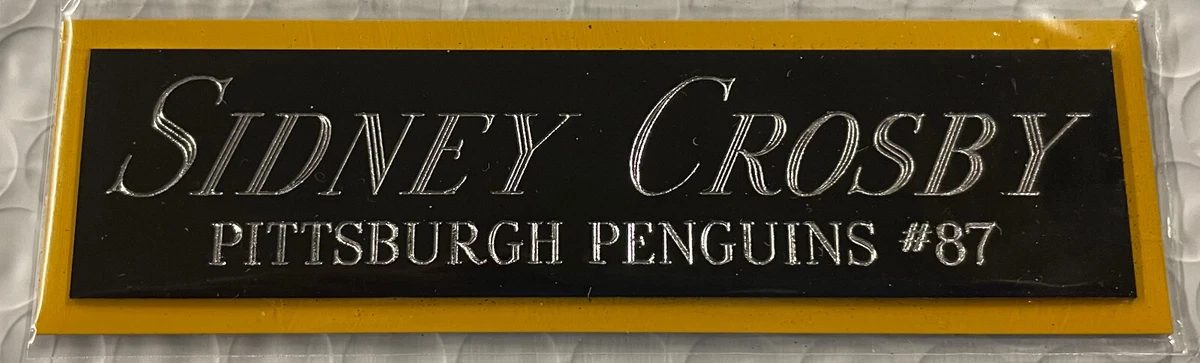 SIDNEY CROSBY
PITTSBURGH PENGUINS #87